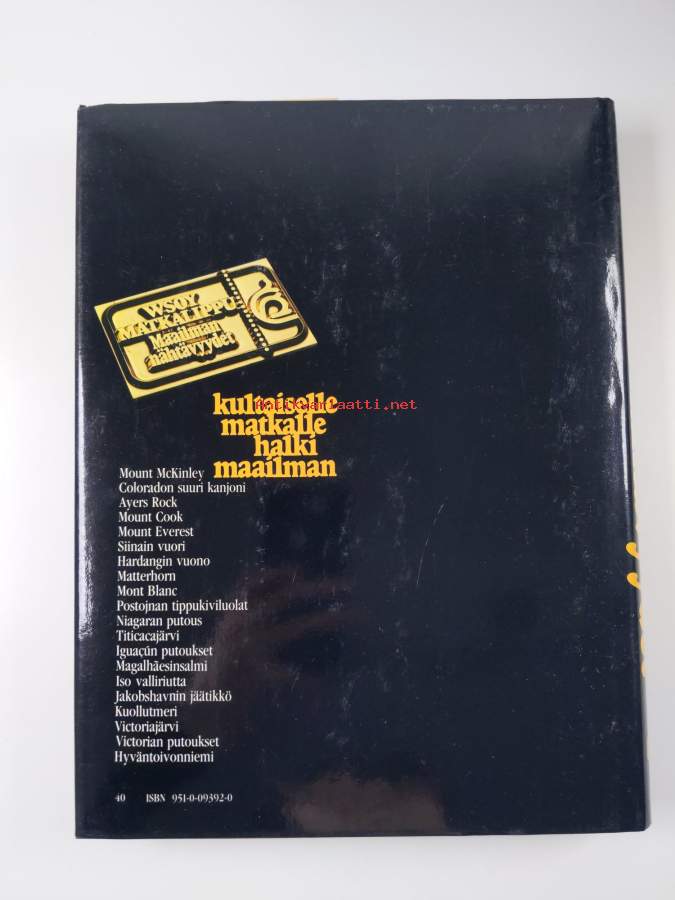 WSOY
MATKALIPPU
Maailman
nähtävyydet
kultaiselle
Antikvariaatti.net
matkalle
halki
maailman
Mount McKinley
Coloradon suuri kanjoni
Ayers Rock
Mount Cook
Mount Everest
Siinain vuori
Hardangin vuono
Matterhorn
Mont Blanc
Postojnan tippukiviluolat
Niagaran putous
Titicacajärvi
Iguaçún putoukset
Magalhãesinsalmi
Iso valliriutta
Jakobshavnin jäätikkö
Kuollutmeri
Victoriajärvi
Victorian putoukset
Hyväntoivonniemi
40 ISBN 951-0-09392-0